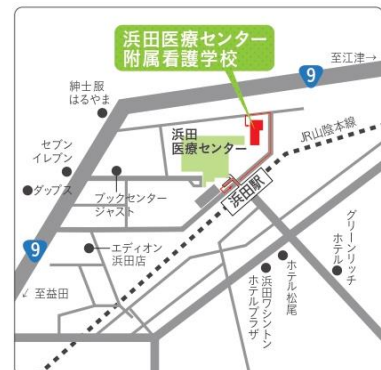 浜田医療センター
附属看護学校
至江津→
9
紳士服
はるやま
JR山陰本線
浜田
医療センター
セブン
イレブン
ダップス
ブックセンター
ジャスト
浜田駅
グリーンリッチ
ホテル
9
エディオン
浜田店
↙至益田
ホテル松尾
浜田ワシントン
ホテルプラザ